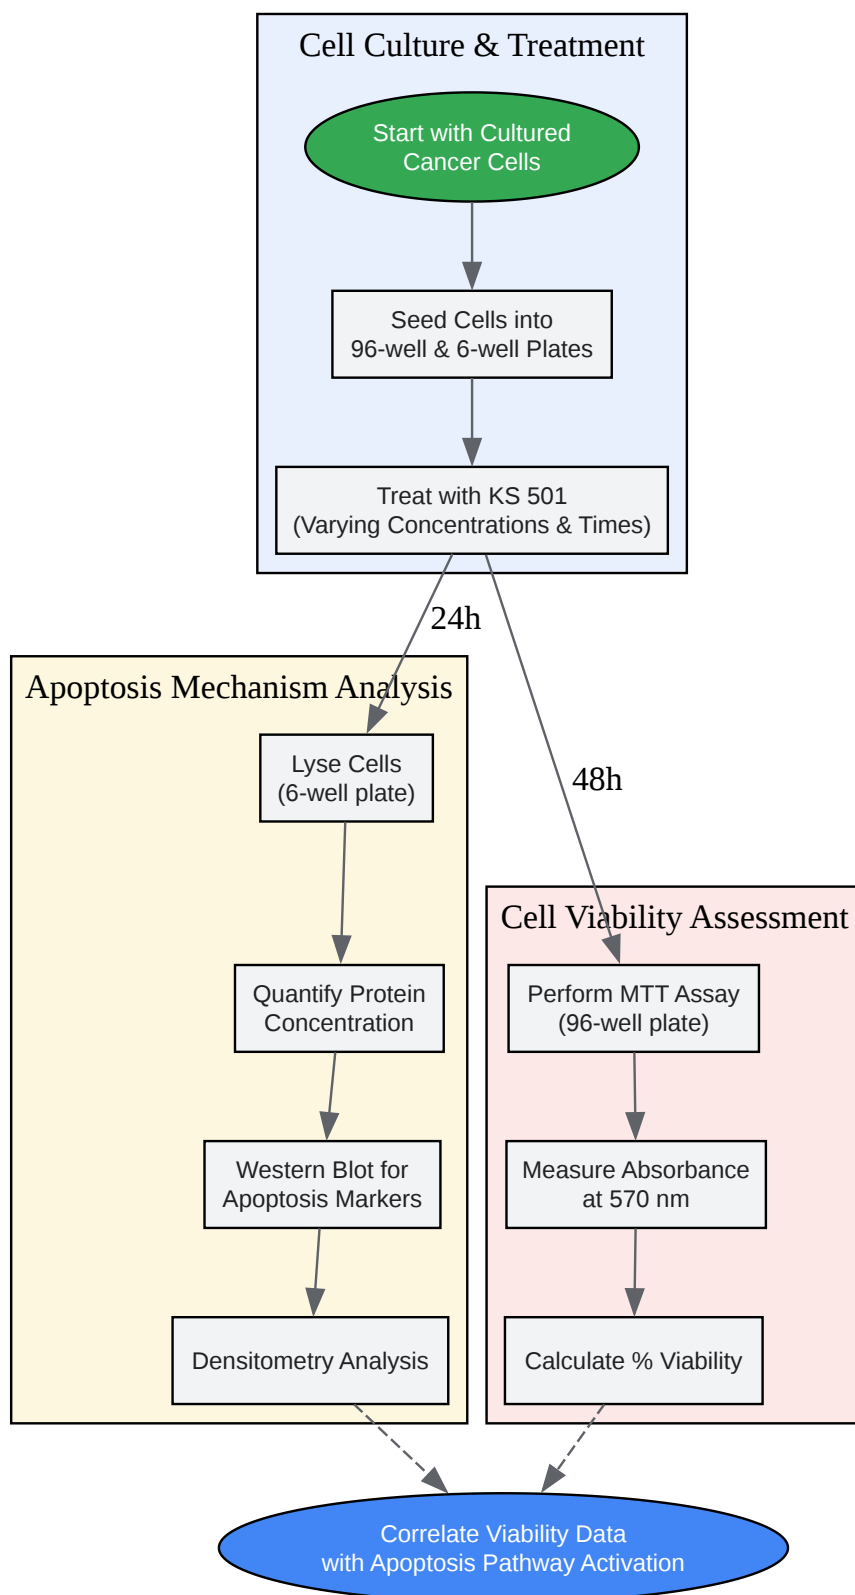 Cell Culture & Treatment
Start with Cultured
Cancer Cells
Seed Cells into
96-well & 6-well Plates
Treat with KS 501
(Varying Concentrations & Times)
24h
48h
Apoptosis Mechanism Analysis
Lyse Cells
(6-well plate)
Quantify Protein
Concentration
Western Blot for
Apoptosis Markers
Densitometry Analysis
Cell Viability Assessment
Perform MTT Assay
(96-well plate)
Measure Absorbance
at 570 nm
Calculate % Viability
Correlate Viability Data
with Apoptosis Pathway Activation